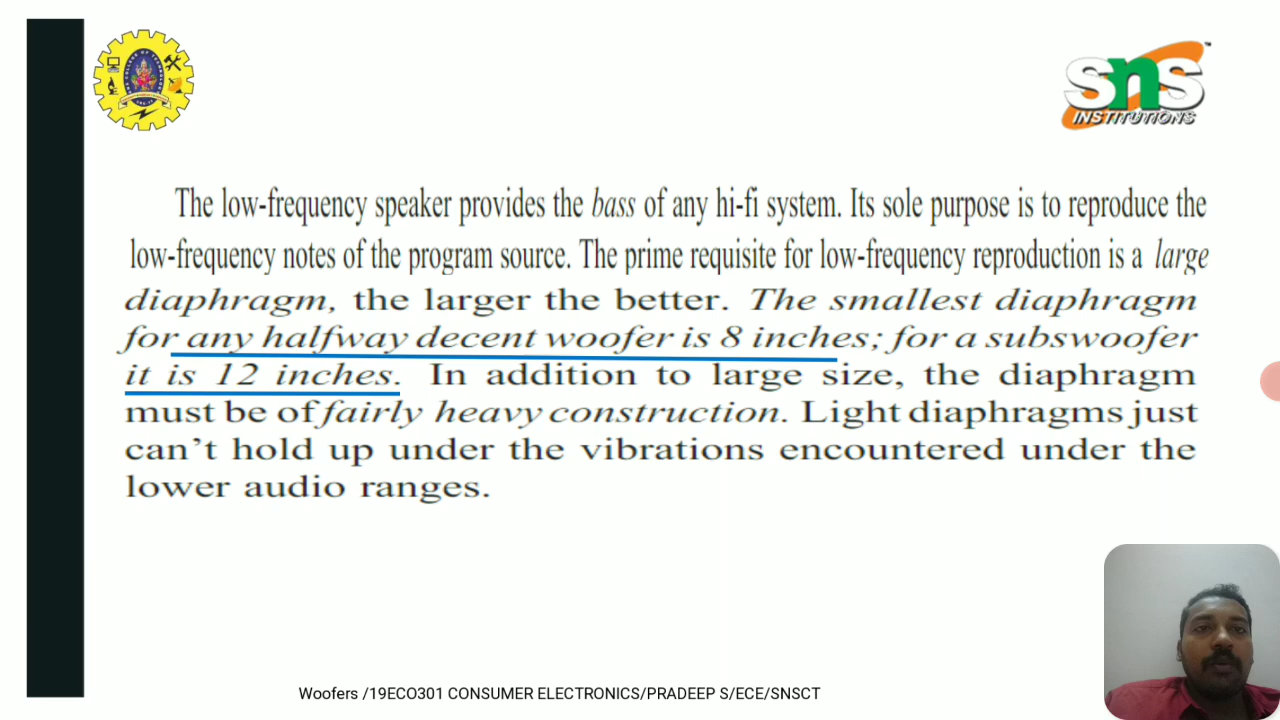 sns
INSTITUTIONS
The low-frequency speaker provides the bass of any hi-fi system. Its sole purpose is to reproduce the
low-frequency notes of the program source. The prime requisite for low-frequency reproduction is a large
diaphragm, the larger the better. The smallest diaphragm
for any halfway decent woofer is 8 inches; for a subswoofer
it is 12 inches. In addition to large size, the diaphragm
must be of fairly heavy construction. Light diaphragms just
can't hold up under the vibrations encountered under the
lower audio ranges.
Woofers /19ECO301 CONSUMER ELECTRONICS/PRADEEP S/ECE/SNSCT